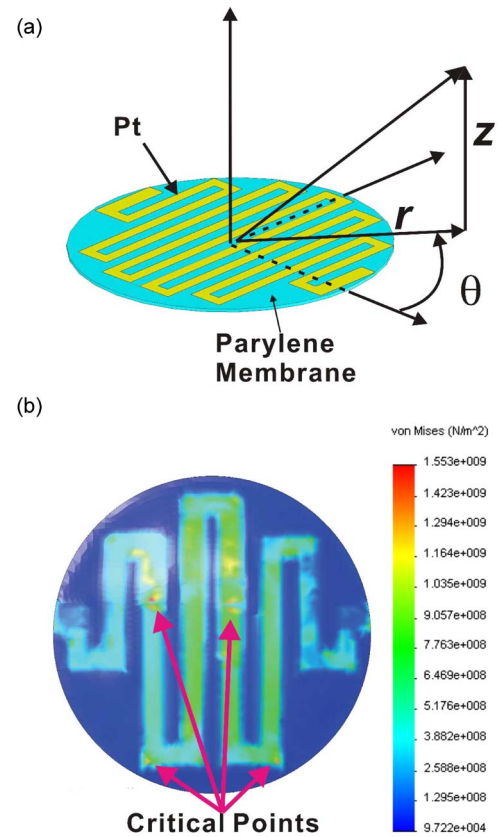 (a)
Pt
z
r
θ
Parylene
Membrane
(b)
von Mises (N/m^2)
1.553e+009
1.423e+009
1.294e+009
1.164e+009
1.035e+009
9.057e+008
7.763e+008
6.469e+008
5.176e+008
3.882e+008
2.588e+008
1.295e+008
9.722e+004
Critical Points